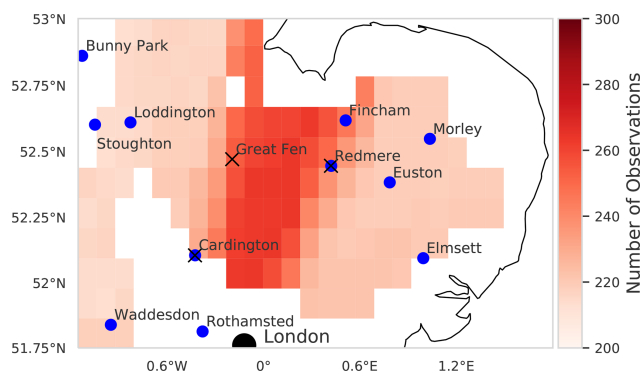 53°N
52.75°N
52.5°N
52.25°N
52°N
51.75°N
0.6°W
0°
0.6°E
1.2°E
Bunny Park
Loddington
Stoughton
Great Fen
Fincham
Morley
Redmere
Euston
Cardington
Elmsett
Waddesdon
Rothamsted
London
300
280
260
240
220
200
Number of Observations